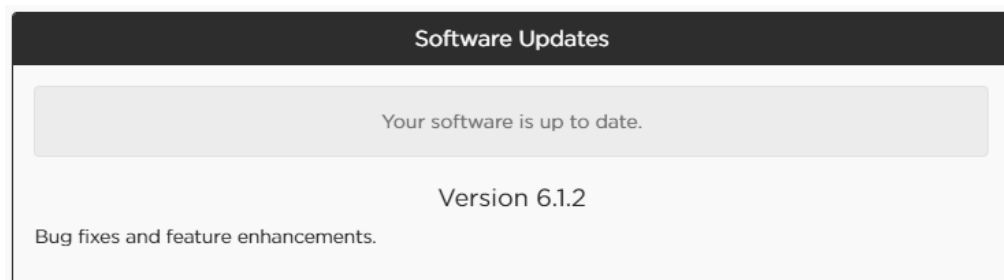 Software Updates
Your software is up to date.
Version 6.1.2
Bug fixes and feature enhancements.